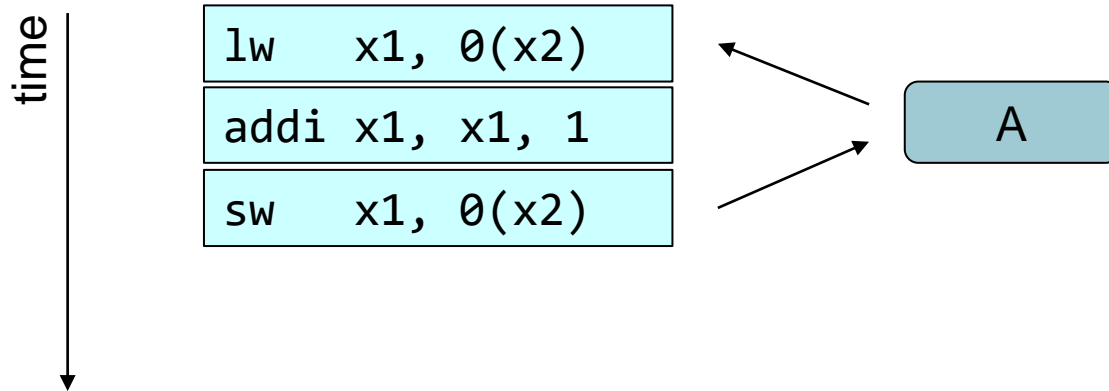 time
lw x1, 0(x2)
addi x1, x1, 1
sw x1, 0(x2)
A